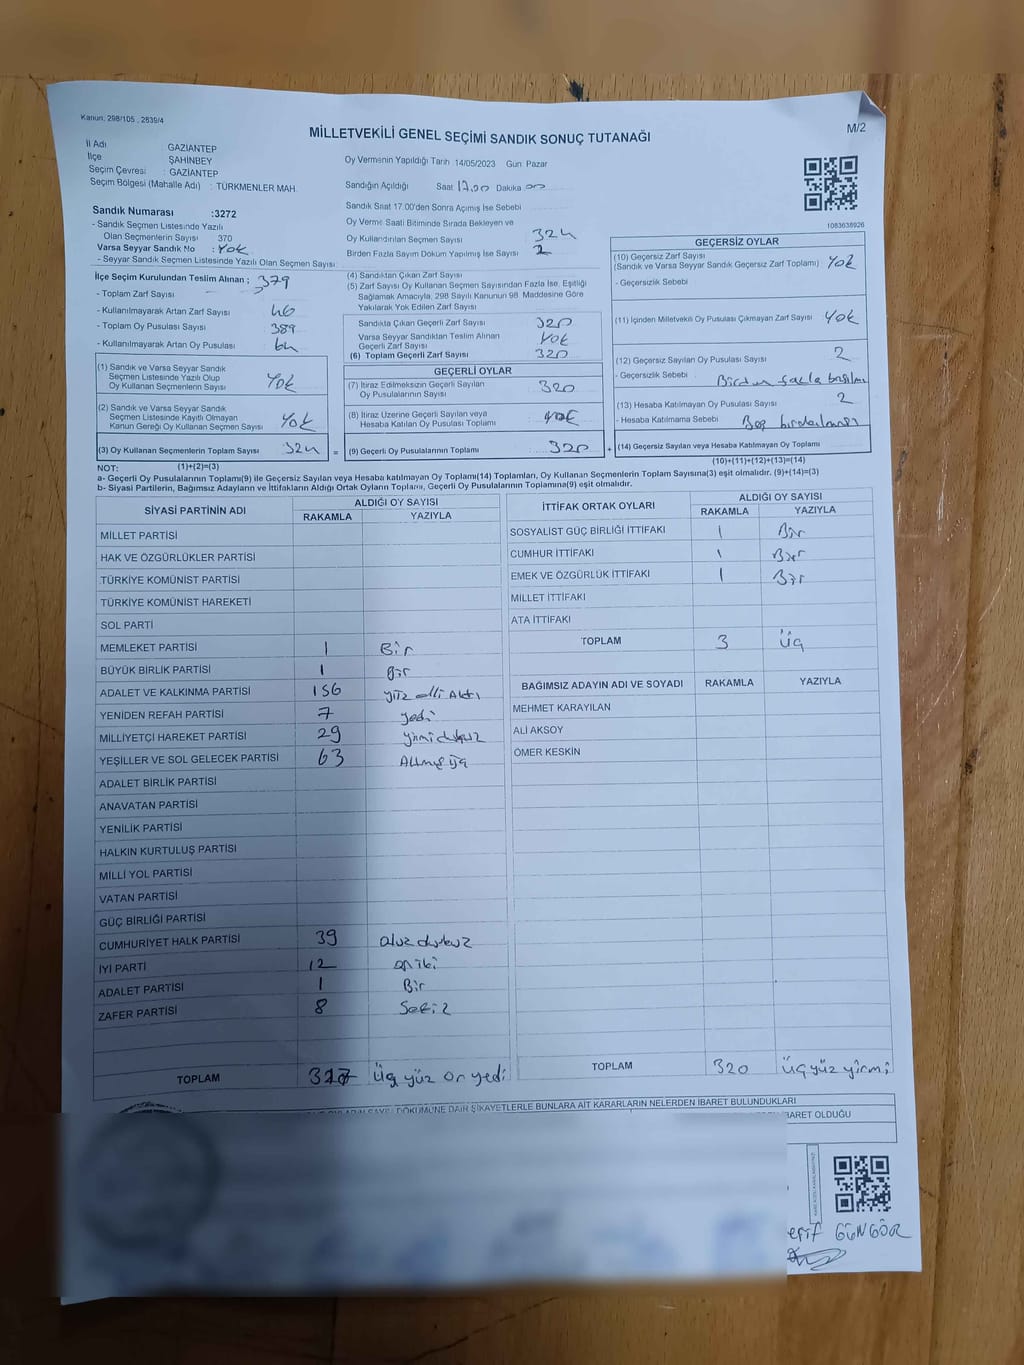 Kanun: 298/105 , 2839/4
MİLLETVEKİLİ GENEL SEÇİMİ SANDIK SONUÇ TUTANAĞI
M/2
İl Adı : GAZİANTEP
İlçe ŞAHİNBEY
Seçim Çevresi : GAZİANTEP
Seçim Bölgesi (Mahalle Adı) : TÜRKMENLER MAH.
Oy Vermenin Yapıldığı Tarih 14/05/2023 Gun: Pazar
Sandığın Açıldığı Saat 17.00 Dakika 00
Sandık Saat 17.00'den Sonra Açımış İse Sebebi
Oy Verme Saati Bitiminde Sırada Bekleyen ve
Oy Kullandırılan Seçmen Sayısı 324
Birden Fazla Sayım Döküm Yapılmış İse Sayısı 2
1083638926
Sandık Numarası :3272
- Sandık Seçmen Listesinde Yazılı
Olan Seçmenlerin Sayısı 370
Varsa Seyyar Sandık No : Yok
- Seyyar Sandık Seçmen Listesinde Yazılı Olan Seçmen Sayısı :
İlçe Seçim Kurulundan Teslim Alınan ; 379
- Toplam Zarf Sayısı
- Kullanılmayarak Artan Zarf Sayısı 46
- Toplam Oy Pusulası Sayısı 389
- Kullanılmayarak Artan Oy Pusulası 64
(1) Sandık ve Varsa Seyyar Sandık
Seçmen Listesinde Yazılı Olup
Oy Kullanan Seçmenlerin Sayısı Yok
(2) Sandık ve Varsa Seyyar Sandık
Seçmen Listesinde Kayıtlı Olmayan
Kanun Gereği Oy Kullanan Seçmen Sayısı Yok
(3) Oy Kullanan Seçmenlerin Toplam Sayısı 324 =
(4) Sandıktan Çıkan Zarf Sayısı
(5) Zarf Sayısı Oy Kullanan Seçmen Sayısından Fazla İse, Eşitliği
Sağlamak Amacıyla, 298 Sayılı Kanunun 98. Maddesine Göre
Yakılarak Yok Edilen Zarf Sayısı
Sandıkta Çıkan Geçerli Zarf Sayısı 320
Varsa Seyyar Sandıktan Teslim Alınan
Geçerli Zarf Sayısı Yok
(6) Toplam Geçerli Zarf Sayısı 320
GEÇERLİ OYLAR
(7) İtiraz Edilmeksizin Geçerli Sayılan
Oy Pusulasının Sayısı 320
(8) İtiraz Üzerine Geçerli Sayılan veya
Hesaba Katılan Oy Pusulası Toplamı Yok
(9) Geçerli Oy Pusulalarının Toplamı 320 +
GEÇERSİZ OYLAR
(10) Geçersiz Zarf Sayısı
(Sandık ve Varsa Seyyar Sandık Geçersiz Zarf Toplamı) Yok
- Geçersizlik Sebebi
(11) İçinden Milletvekili Oy Pusulası Çıkmayan Zarf Sayısı Yok
(12) Geçersiz Sayılan Oy Pusulası Sayısı 2
- Geçersizlik Sebebi : Birden fazla basılması
(13) Hesaba Katılmayan Oy Pusulası Sayısı 2
- Hesaba Katılmama Sebebi : Boş bırakılması
(14) Geçersiz Sayılan veya Hesaba Katılmayan Oy Toplamı
(10)+(11)+(12)+(13)=(14)
NOT: (1)+(2)=(3)
a- Geçerli Oy Pusulalarının Toplamı(9) ile Geçersiz Sayılan veya Hesaba katılmayan Oy Toplamı(14) Toplamları, Oy Kullanan Seçmenlerin Toplam Sayısına(3) eşit olmalıdır. (9)+(14)=(3)
b- Siyasi Partilerin, Bağımsız Adayların ve İttifakların Aldığı Ortak Oyların Toplamı, Geçerli Oy Pusulalarının Toplamına(9) eşit olmalıdır.
SİYASİ PARTİNİN ADI ALDIĞI OY SAYISI
RAKAMLA YAZIYLA
MİLLET PARTİSİ
HAK VE ÖZGÜRLÜKLER PARTİSİ
TÜRKİYE KOMÜNİST PARTİSİ
TÜRKİYE KOMÜNİST HAREKETİ
SOL PARTİ
MEMLEKET PARTİSİ 1 Bir
BÜYÜK BİRLİK PARTİSİ 1 Bir
ADALET VE KALKINMA PARTİSİ 156 yüz elli Altı
YENİDEN REFAH PARTİSİ 7 yedi
MİLLİYETÇİ HAREKET PARTİSİ 29 yirmi dokuz
YEŞİLLER VE SOL GELECEK PARTİSİ 63 Altmış üç
ADALET BİRLİK PARTİSİ
ANAVATAN PARTİSİ
YENİLİK PARTİSİ
HALKIN KURTULUŞ PARTİSİ
MİLLİ YOL PARTİSİ
VATAN PARTİSİ
GÜÇ BİRLİĞİ PARTİSİ
CUMHURİYET HALK PARTİSİ 39 otuz dokuz
İYİ PARTİ 12 on iki
ADALET PARTİSİ 1 Bir
ZAFER PARTİSİ 8 Sekiz
TOPLAM 317 Üç yüz on yedi
İTTİFAK ORTAK OYLARI ALDIĞI OY SAYISI
RAKAMLA YAZIYLA
SOSYALİST GÜÇ BİRLİĞİ İTTİFAKI 1 Bir
CUMHUR İTTİFAKI 1 Bir
EMEK VE ÖZGÜRLÜK İTTİFAKI 1 Bir
MİLLET İTTİFAKI
ATA İTTİFAKI
TOPLAM 3 Üç
BAĞIMSIZ ADAYIN ADI VE SOYADI RAKAMLA YAZIYLA
MEHMET KARAYILAN
ALİ AKSOY
ÖMER KESKİN
TOPLAM 320 Üç yüz yirmi
DÖKÜMÜNE DAİR ŞİKAYETLERLE BUNLARA AİT KARARLARIN NELERDEN İBARET BULUNDUKLARI
İBARET OLDUĞU
erif GÜNGÖR